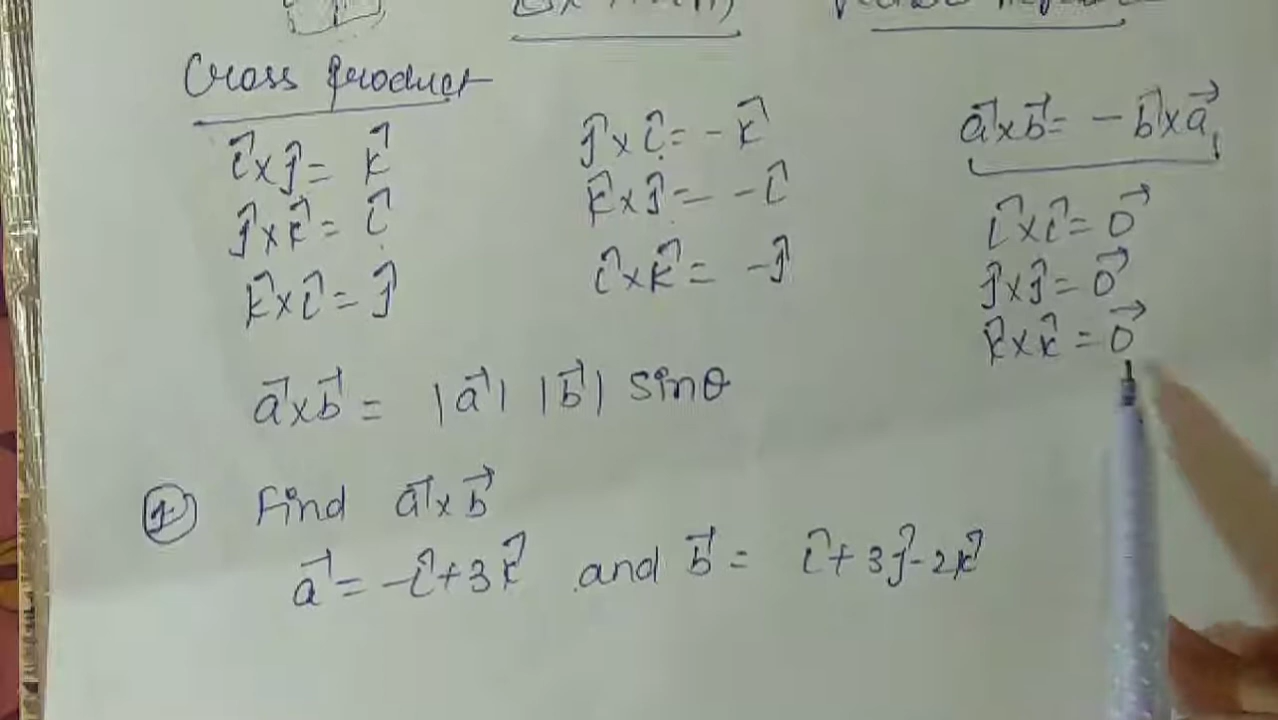 Cross product
î×ĵ= k̂
ĵ×k̂= î
k̂×î= ĵ
ĵ×î= -k̂
k̂×ĵ= -î
î×k̂= -ĵ
a⃗×b⃗= -b⃗×a⃗
î×î= 0⃗
ĵ×ĵ= 0⃗
k̂×k̂= 0⃗
a⃗×b⃗= |a⃗| |b⃗| sinθ
① Find a⃗×b⃗
a⃗= -î+3k̂ and b⃗= î+3ĵ-2k̂